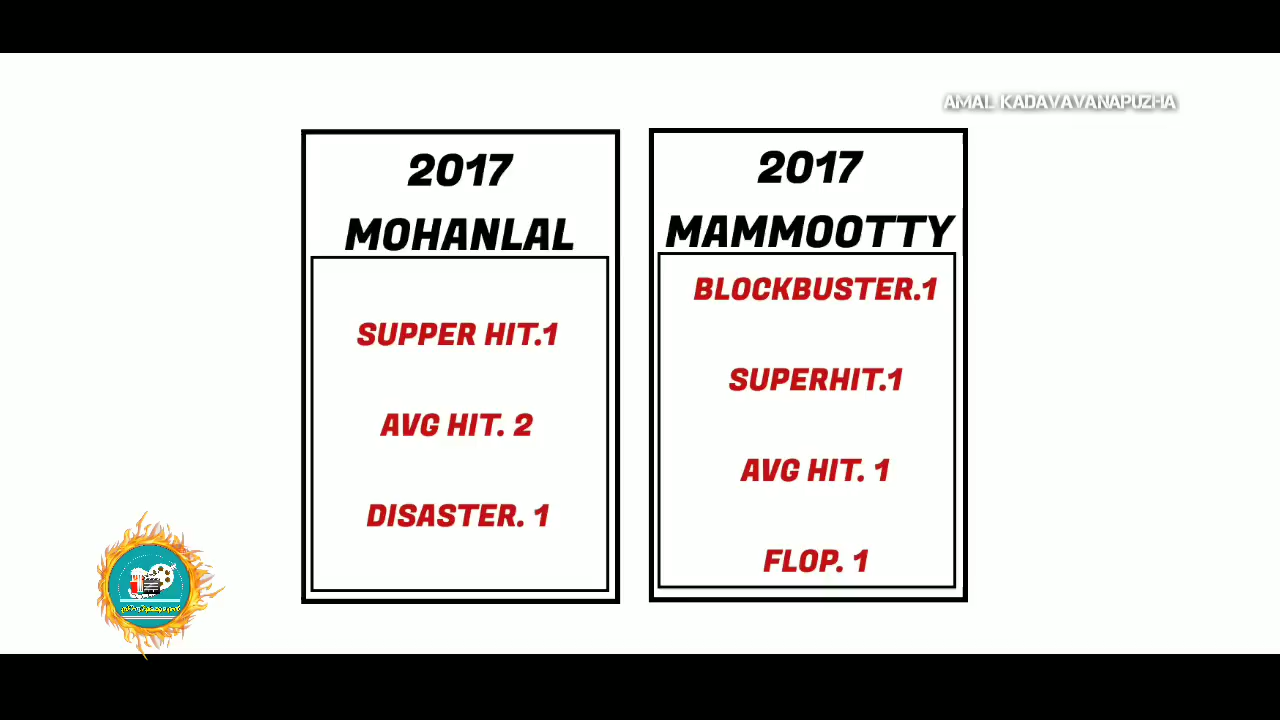 AMAL KADAVAVANAPUZHA
2017
MOHANLAL
SUPPER HIT.1
AVG HIT. 2
DISASTER. 1
2017
MAMMOOTTY
BLOCKBUSTER.1
SUPERHIT.1
AVG HIT. 1
FLOP. 1